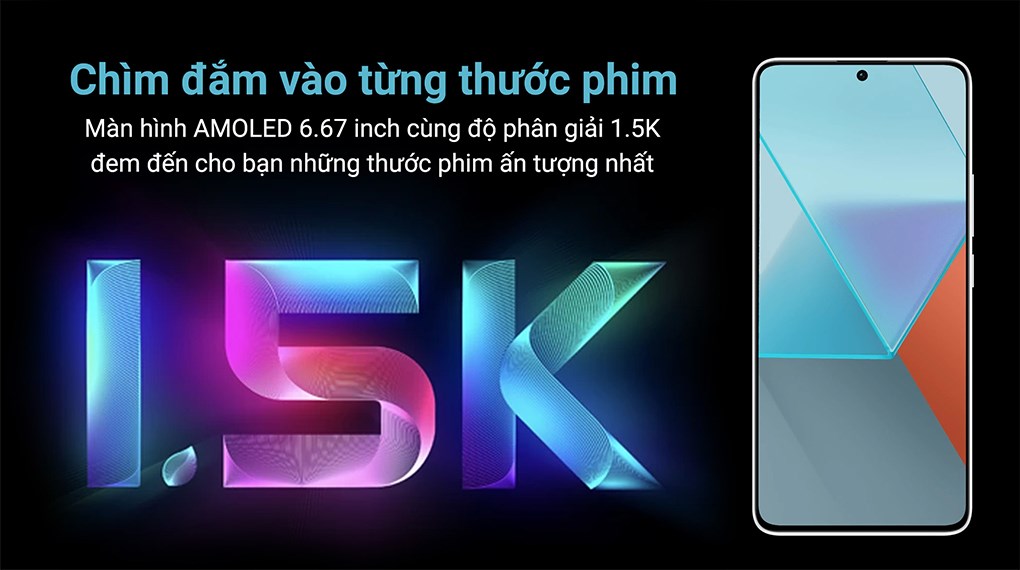 Chìm đắm vào từng thước phim
Màn hình AMOLED 6.67 inch cùng độ phân giải 1.5K
đem đến cho bạn những thước phim ấn tượng nhất
1.5K